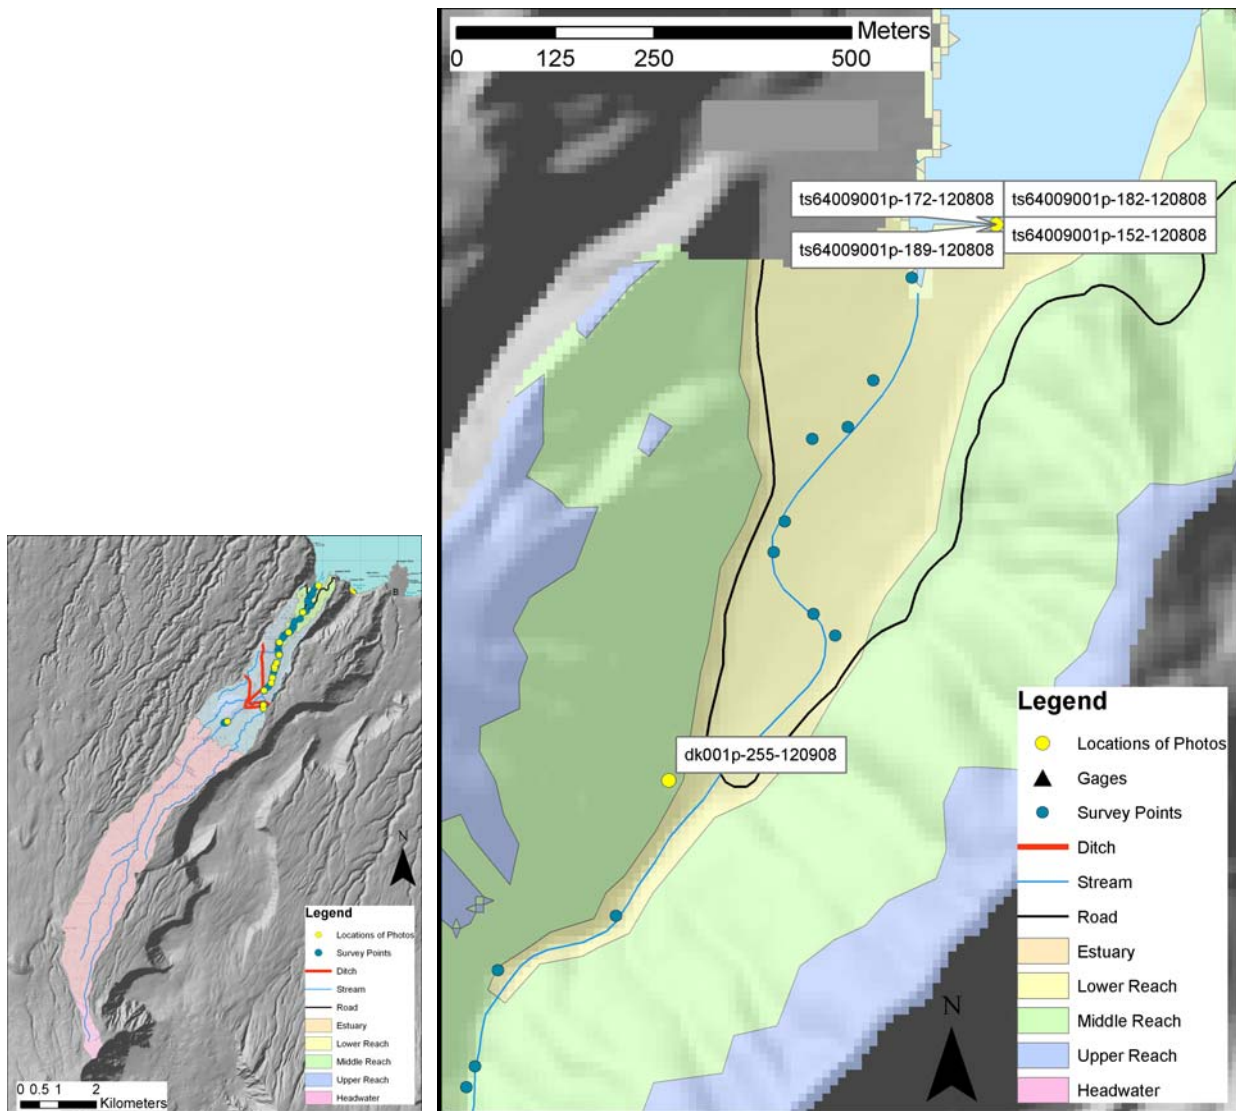 Meters
0 125 250 500
ts64009001p-172-120808
ts64009001p-182-120808
ts64009001p-189-120808
ts64009001p-152-120808
dk001p-255-120908
Legend
Locations of Photos
Gages
Survey Points
Ditch
Stream
Road
Estuary
Lower Reach
Middle Reach
Upper Reach
Headwater
N
N
Legend
Locations of Photos
Survey Points
Ditch
Stream
Road
Estuary
Lower Reach
Middle Reach
Upper Reach
Headwater
0 0.5 1 2
Kilometers